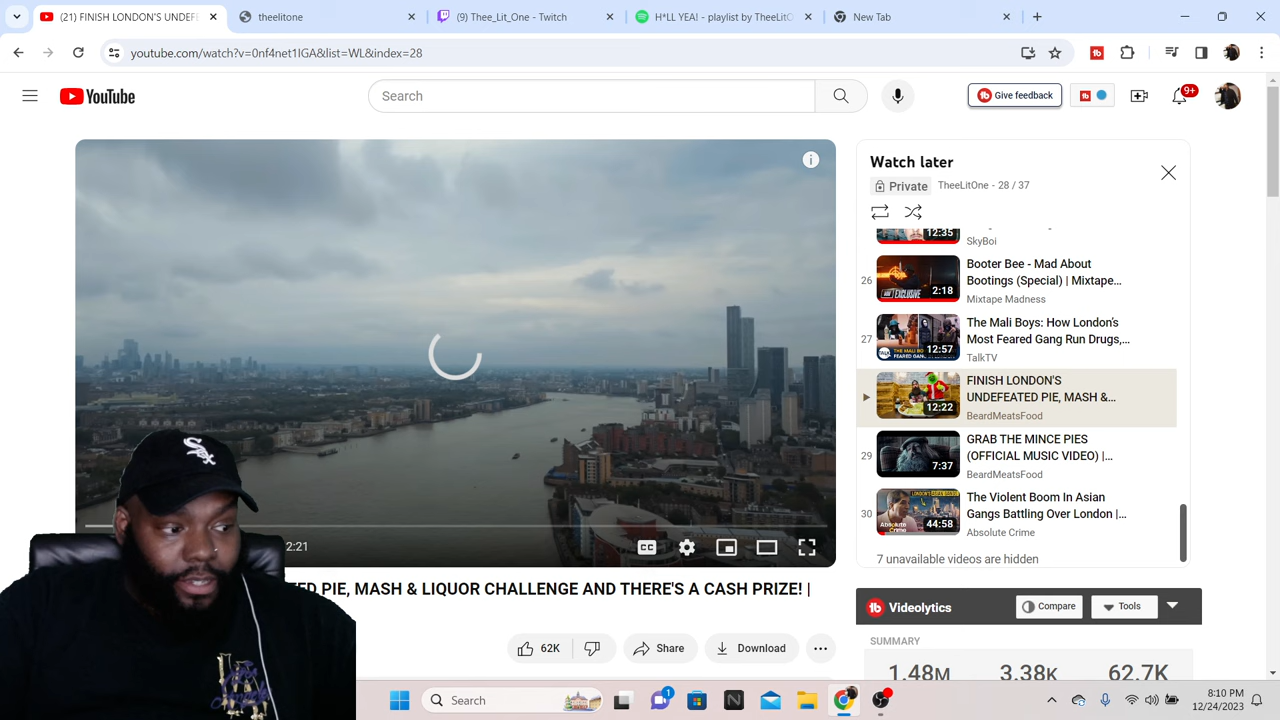 (21) FINISH LONDON'S UNDEF
theelitone
(9) Thee_Lit_One - Twitch
H*LL YEA! - playlist by TheeLitO
New Tab
youtube.com/watch?v=0nf4net1IGA&list=WL&index=28
YouTube
Search
Give feedback
9+
Watch later
Private
TheeLitOne - 28 / 37
12:35
SkyBoi
26
2:18
Booter Bee - Mad About
Bootings (Special) | Mixtape...
Mixtape Madness
27
12:57
The Mali Boys: How London's
Most Feared Gang Run Drugs,...
TalkTV
12:22
FINISH LONDON'S
UNDEFEATED PIE, MASH &...
BeardMeatsFood
29
7:37
GRAB THE MINCE PIES
(OFFICIAL MUSIC VIDEO) |...
BeardMeatsFood
30
Absolute Crime
44:58
The Violent Boom In Asian
Gangs Battling Over London |...
Absolute Crime
7 unavailable videos are hidden
2:21
CC
ED PIE, MASH & LIQUOR CHALLENGE AND THERE'S A CASH PRIZE! |
62K
Share
Download
Videolytics
Compare
Tools
SUMMARY
1.48M
3.38K
62.7K
Sox
Search
1
8:10 PM
12/24/2023